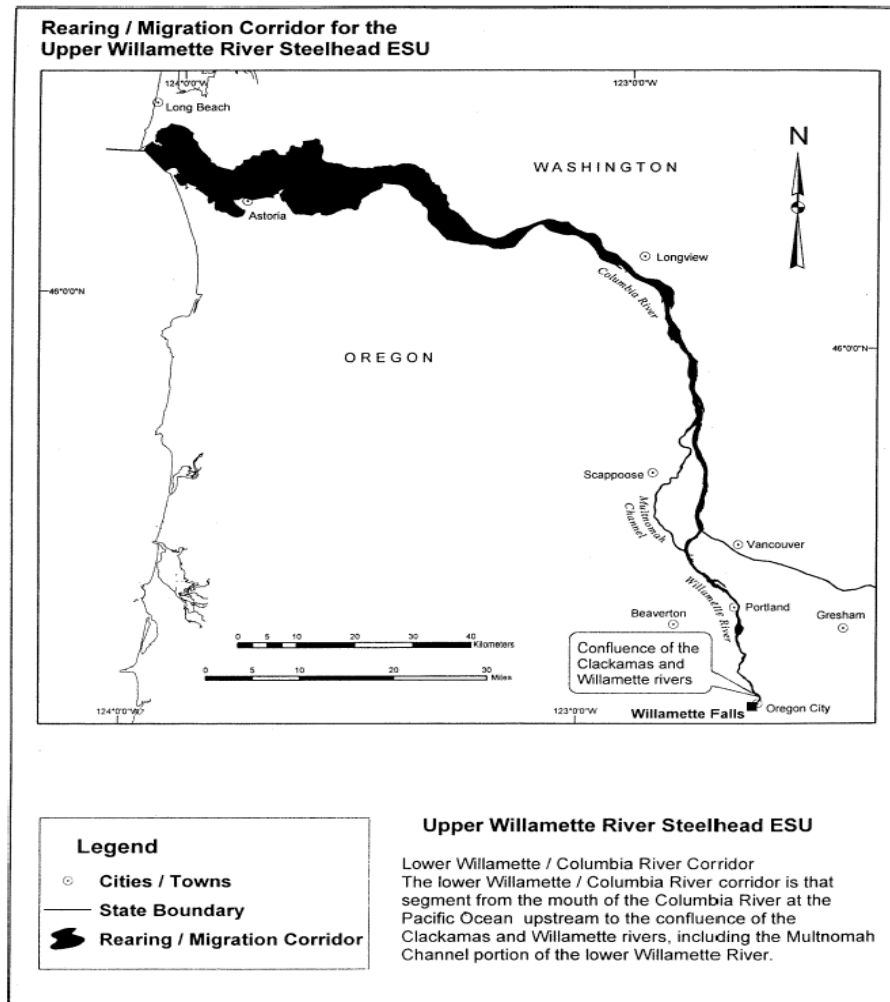 Rearing / Migration Corridor for the
Upper Willamette River Steelhead ESU
124°0'0"W
123°0'0"W
Long Beach
N
WASHINGTON
Astoria
Longview
Columbia River
46°0'0"N
46°0'0"N
OREGON
Scappoose
Multnomah
Channel
Vancouver
Willamette River
Beaverton
Portland
Gresham
0 5 10 20 30 40
Kilometers
0 5 10 20 30
Miles
Confluence of the
Clackamas and
Willamette rivers
124°0'0"W
123°0'0"W
Willamette Falls
Oregon City
Legend
Cities / Towns
State Boundary
Rearing / Migration Corridor
Upper Willamette River Steelhead ESU
Lower Willamette / Columbia River Corridor
The lower Willamette / Columbia River corridor is that
segment from the mouth of the Columbia River at the
Pacific Ocean upstream to the confluence of the
Clackamas and Willamette rivers, including the Multnomah
Channel portion of the lower Willamette River.